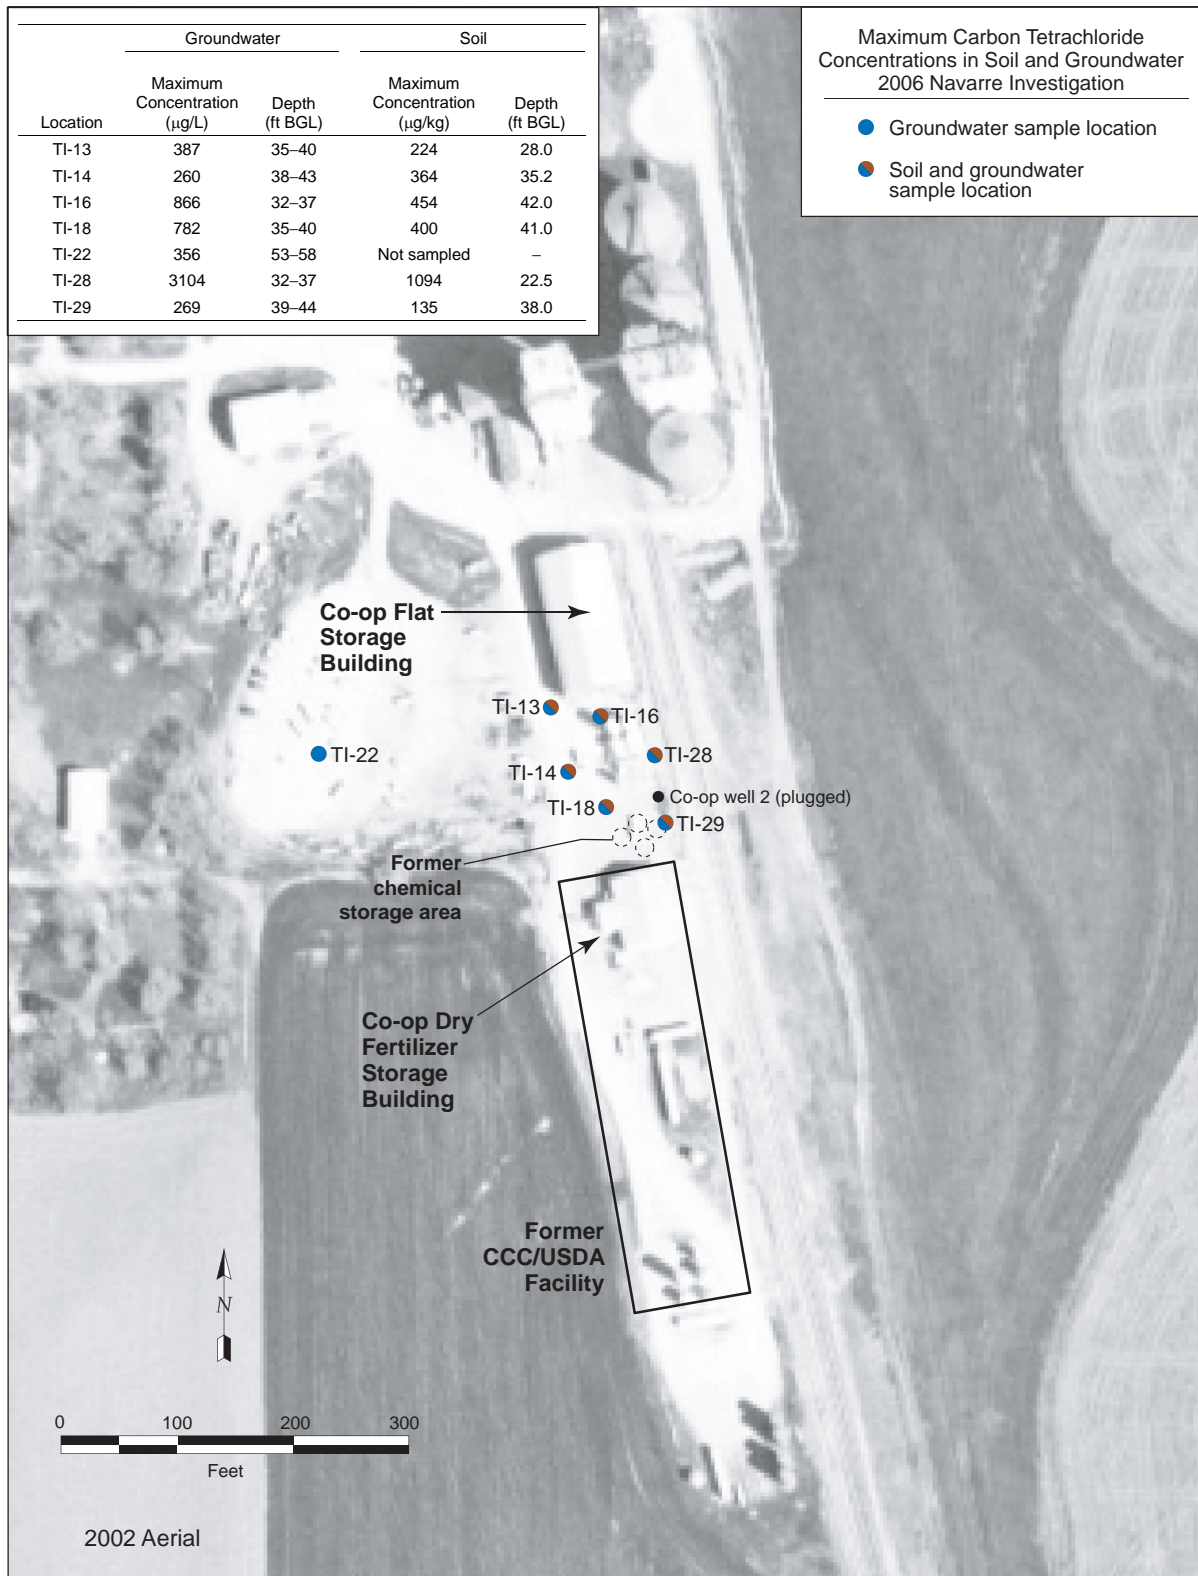 Groundwater Soil
Maximum Maximum
Concentration Depth Concentration Depth
Location (µg/L) (ft BGL) (µg/kg) (ft BGL)
TI-13 387 35–40 224 28.0
TI-14 260 38–43 364 35.2
TI-16 866 32–37 454 42.0
TI-18 782 35–40 400 41.0
TI-22 356 53–58 Not sampled –
TI-28 3104 32–37 1094 22.5
TI-29 269 39–44 135 38.0
Maximum Carbon Tetrachloride
Concentrations in Soil and Groundwater
2006 Navarre Investigation
Groundwater sample location
Soil and groundwater
sample location
Co-op Flat
Storage
Building
TI-13
TI-16
TI-22
TI-28
TI-14
Co-op well 2 (plugged)
TI-18
TI-29
Former
chemical
storage area
Co-op Dry
Fertilizer
Storage
Building
Former
CCC/USDA
Facility
N
0 100 200 300
Feet
2002 Aerial